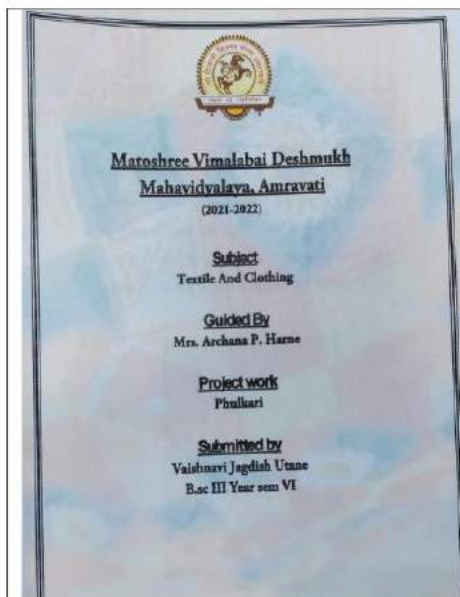 Matoshree Vimalabai Deshmukh
Mahavidyalaya, Amravati
(2021-2022)
Subject
Textile And Clothing
Guided By
Mrs. Archana P. Harne
Project work
Phulkari
Submitted by
Vaishnavi Jagdish Utane
B.sc III Year sem VI